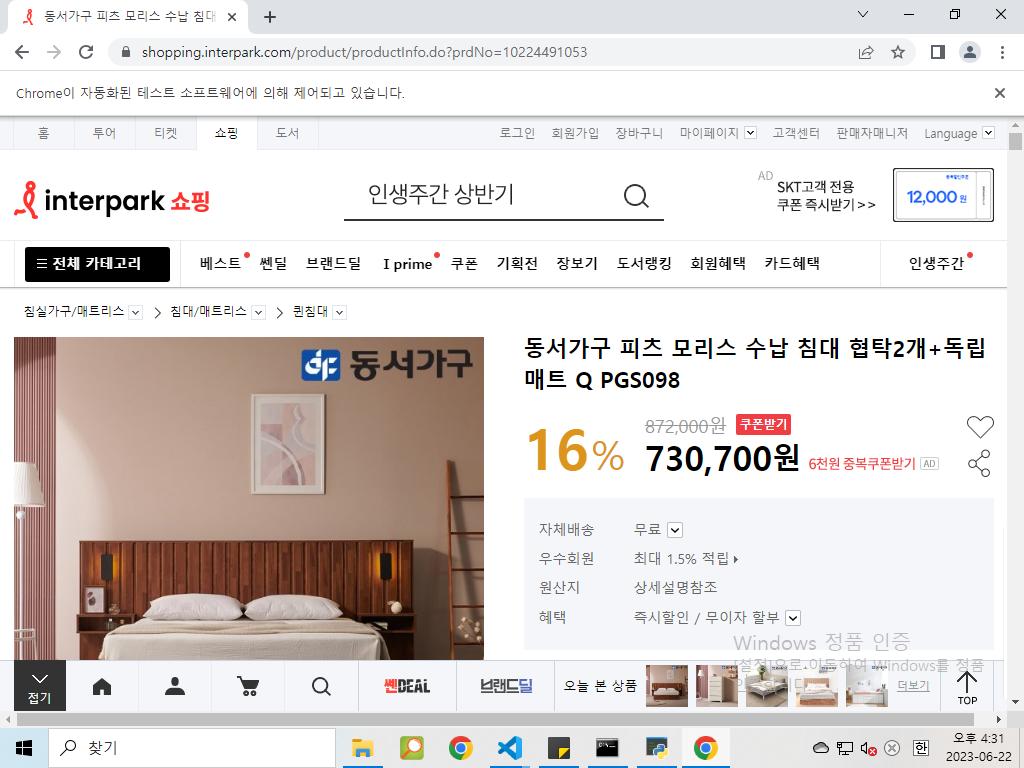 동서가구 피츠 모리스 수납 침대
shopping.interpark.com/product/productInfo.do?prdNo=10224491053
Chrome이 자동화된 테스트 소프트웨어에 의해 제어되고 있습니다.
홈 투어 티켓 쇼핑 도서 로그인 회원가입 장바구니 마이페이지 고객센터 판매자매니저 Language
interpark 쇼핑
인생주간 상반기
AD SKT고객 전용
쿠폰 즉시받기>>
12,000원
전체 카테고리 베스트 쎈딜 브랜드딜 I prime 쿠폰 기획전 장보기 도서랭킹 회원혜택 카드혜택 인생주간
침실가구/매트리스 침대/매트리스 퀸침대
동서가구
동서가구 피츠 모리스 수납 침대 협탁2개+독립
매트 Q PGS098
16%
872,000원 쿠폰받기
730,700원 6천원 중복쿠폰받기 AD
자체배송 무료
우수회원 최대 1.5% 적립
원산지 상세설명참조
혜택 즉시할인 / 무이자 할부
Windows 정품 인증
[설정]으로 이동하여 Windows를 정품
접기
쎈DEAL
브랜드딜
오늘 본 상품
더보기
TOP
찾기
한
오후 4:31
2023-06-22